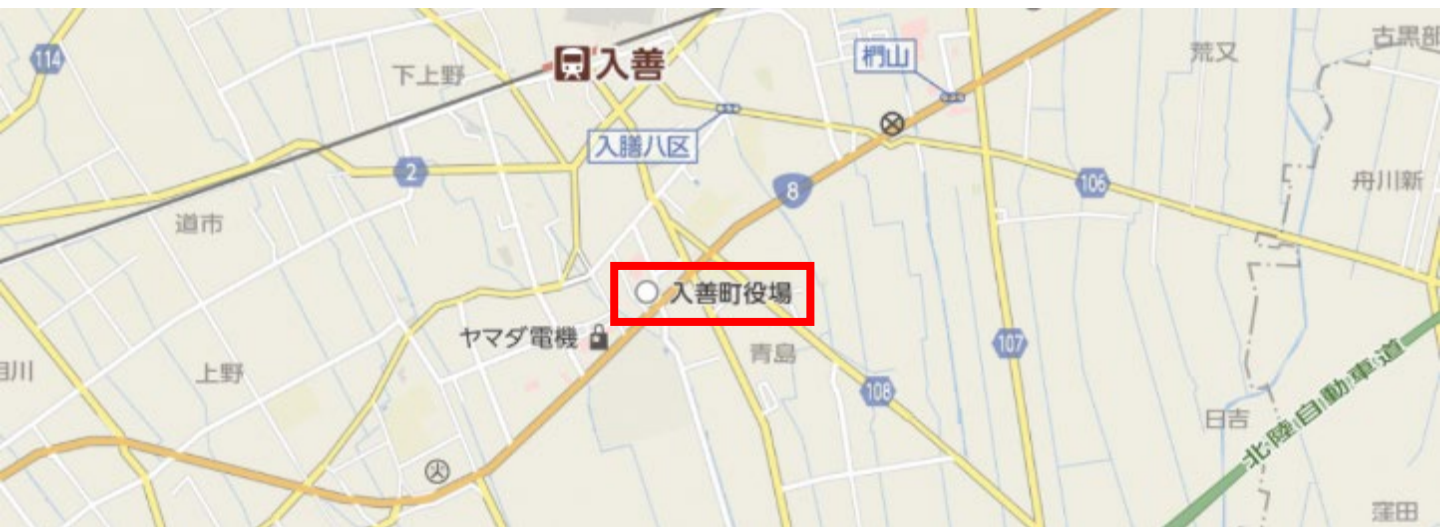 古黒部
荒又
椚山
入善
114
下上野
入膳八区
2
8
106
舟川新
道市
入善町役場
ヤマダ電機
107
青島
上野
108
日吉
北陸自動車道
窪田